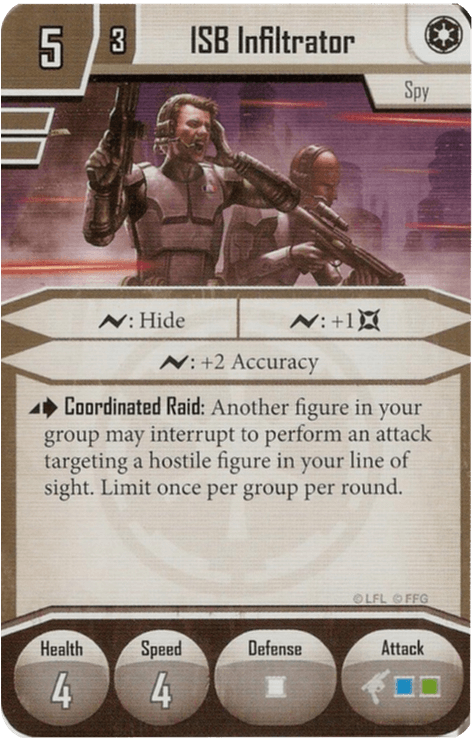 5 3 ISB Infiltrator
Spy
: Hide
: +1
: +2 Accuracy
Coordinated Raid: Another figure in your
group may interrupt to perform an attack
targeting a hostile figure in your line of
sight. Limit once per group per round.
© LFL © FFG
Health Speed Defense Attack
4 4